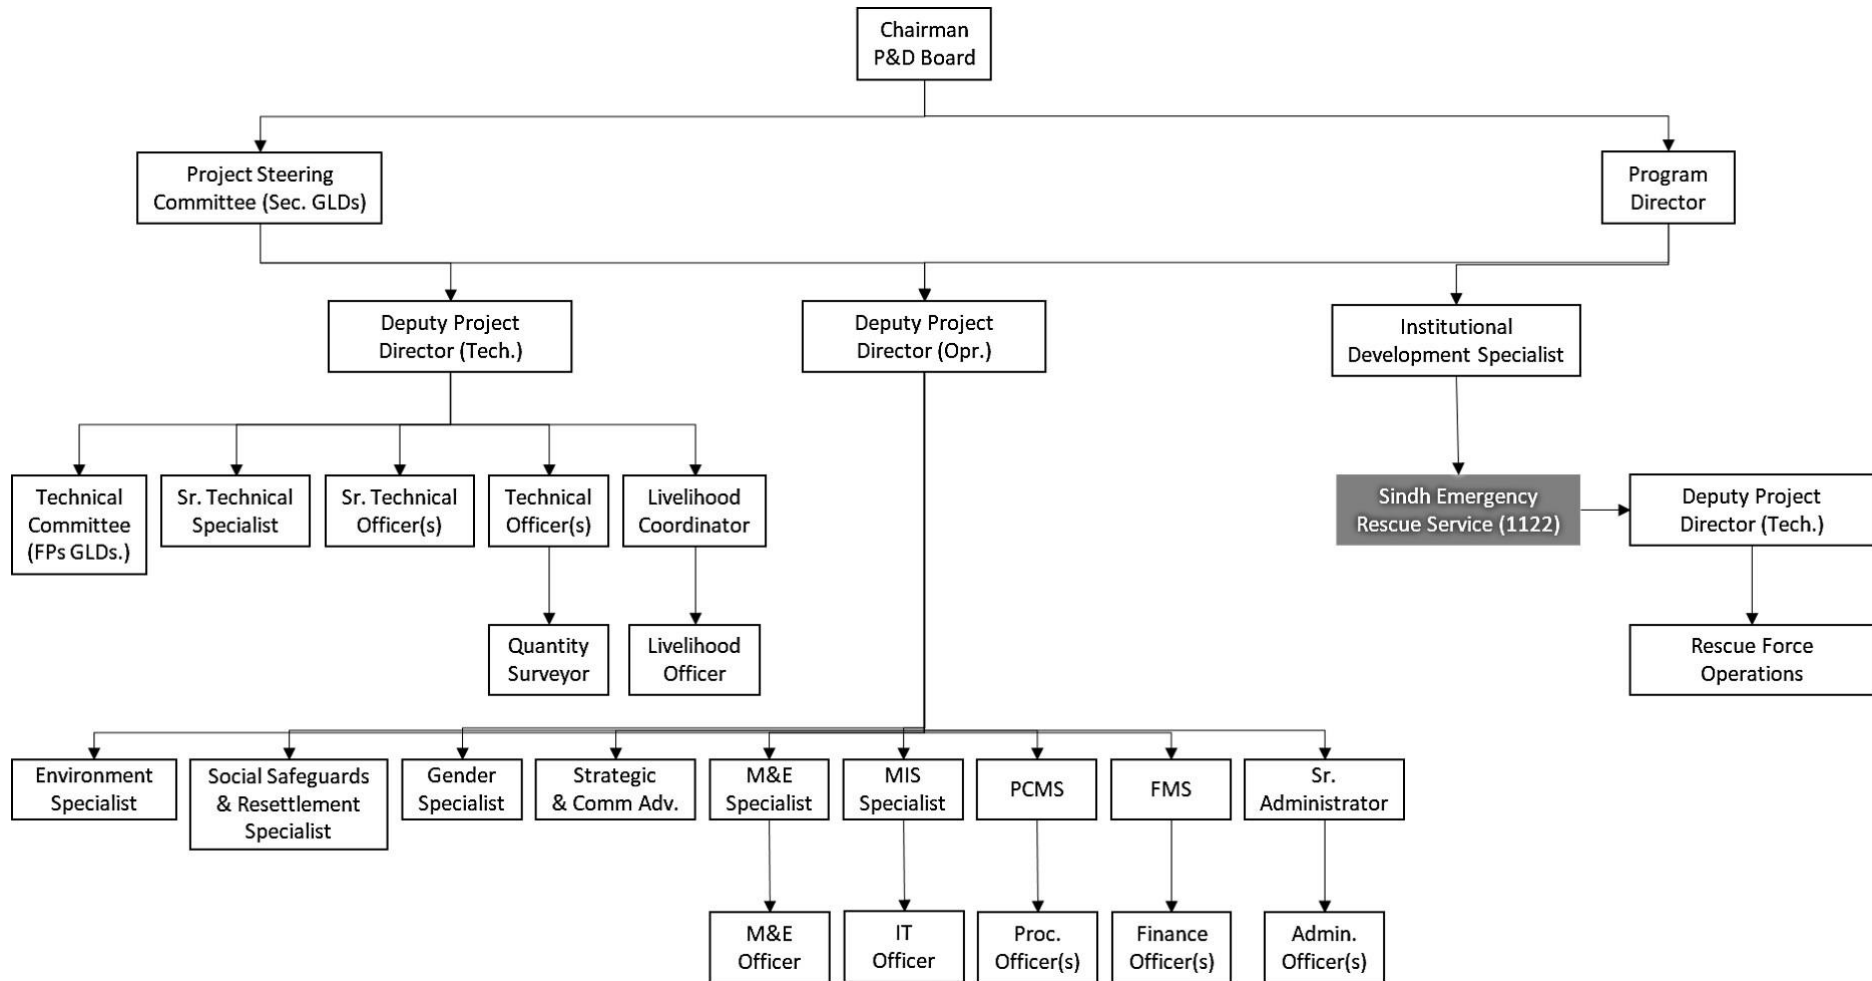 Chairman
P&D Board
Project Steering
Committee (Sec. GLDs)
Program
Director
Deputy Project
Director (Tech.)
Deputy Project
Director (Opr.)
Institutional
Development Specialist
Technical
Committee
(FPs GLDs.)
Sr. Technical
Specialist
Sr. Technical
Officer(s)
Technical
Officer(s)
Livelihood
Coordinator
Sindh Emergency
Rescue Service (1122)
Deputy Project
Director (Tech.)
Quantity
Surveyor
Livelihood
Officer
Rescue Force
Operations
Environment
Specialist
Social Safeguards
& Resettlement
Specialist
Gender
Specialist
Strategic
& Comm Adv.
M&E
Specialist
MIS
Specialist
PCMS
FMS
Sr.
Administrator
M&E
Officer
IT
Officer
Proc.
Officer(s)
Finance
Officer(s)
Admin.
Officer(s)